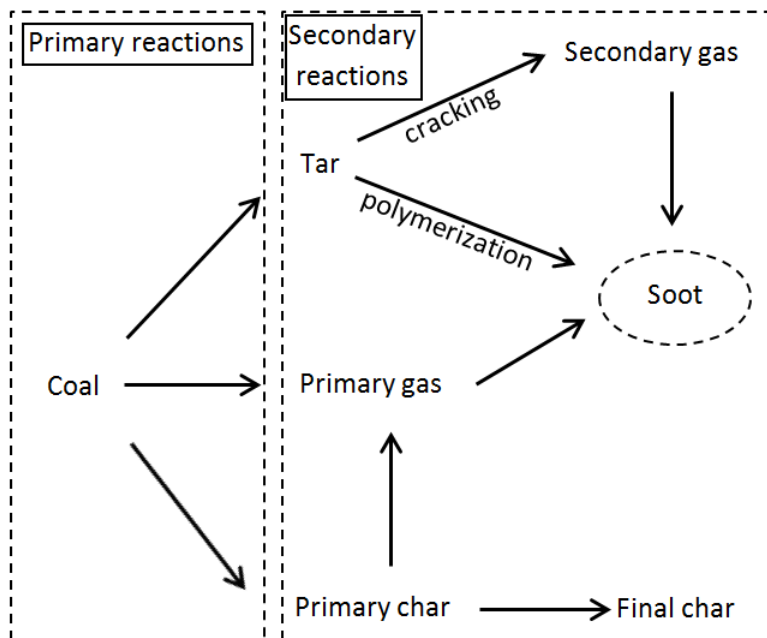 Primary reactions
Secondary
reactions
Secondary gas
cracking
Tar
polymerization
Soot
Coal
Primary gas
Primary char
Final char